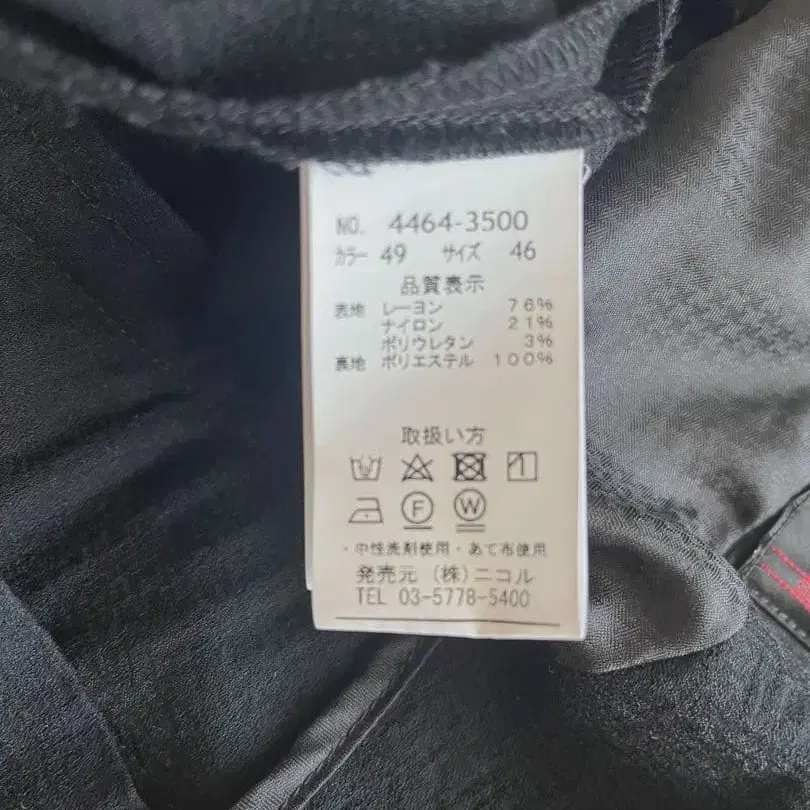 NO. 4464-3500
カラー 49 サイズ 46
品質表示
表地 レーヨン 76%
ナイロン 21%
ポリウレタン 3%
裏地 ポリエステル 100%
取扱い方
F W
・中性洗剤使用・あて布使用
発売元 (株)ニコル
TEL 03-5778-5400